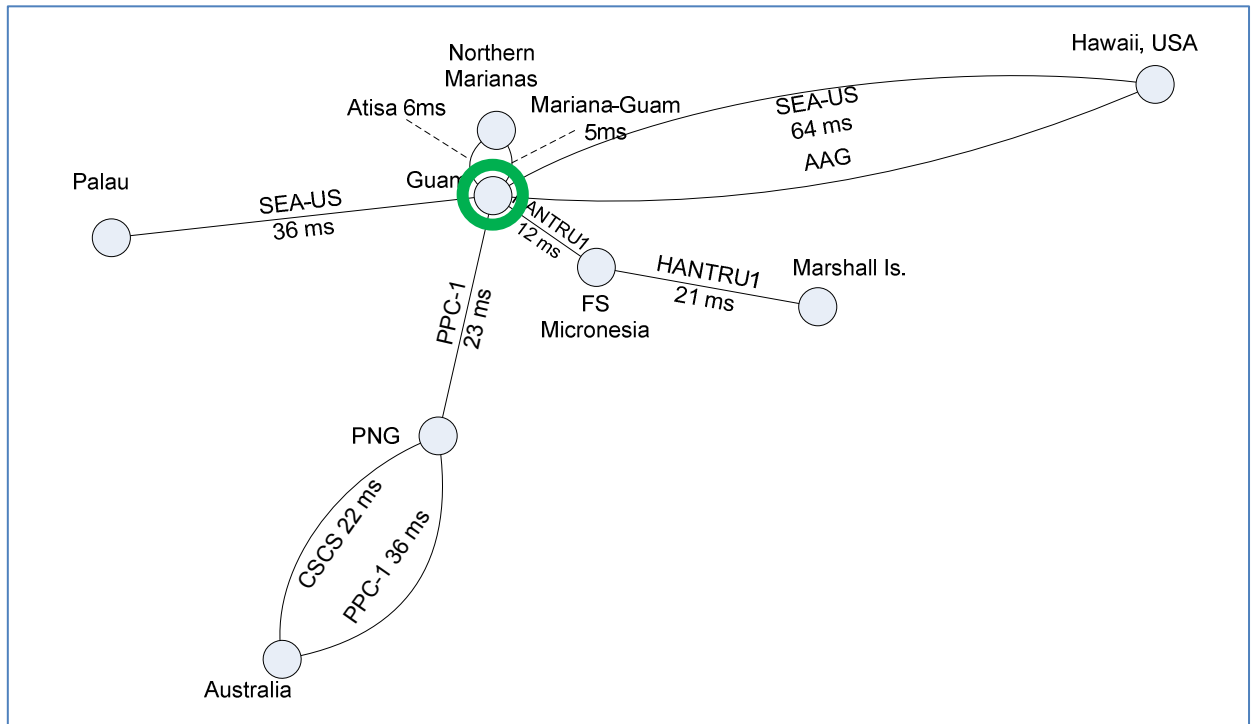 Northern
Marianas
Hawaii, USA
Atisa 6ms
Mariana-Guam
5ms
SEA-US
64 ms
AAG
Palau
Guam
SEA-US
36 ms
ANTRU1
12 ms
HANTRU1
21 ms
Marshall Is.
FS
Micronesia
PPC-1
23 ms
PNG
CSCS 22 ms
PPC-1 36 ms
Australia